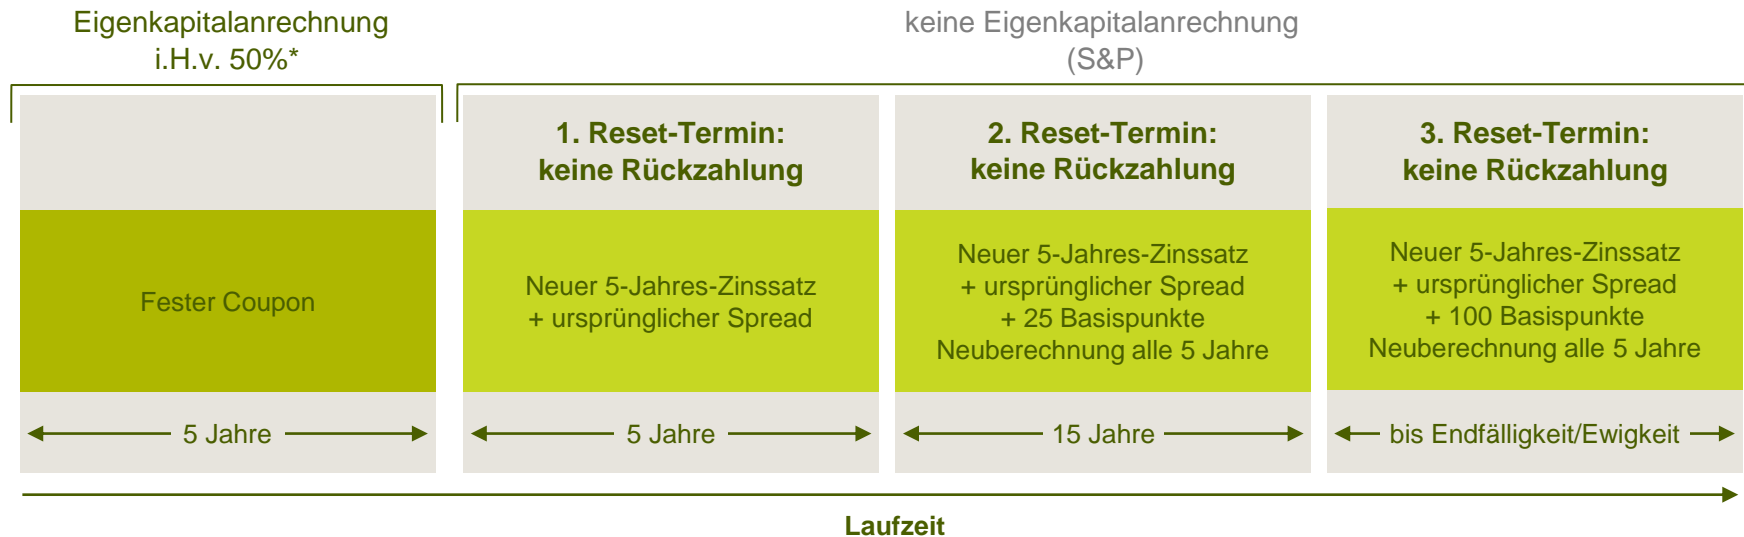 Eigenkapitalanrechnung
i.H.v. 50%*
keine Eigenkapitalanrechnung
(S&P)
1. Reset-Termin:
keine Rückzahlung
2. Reset-Termin:
keine Rückzahlung
3. Reset-Termin:
keine Rückzahlung
Fester Coupon
Neuer 5-Jahres-Zinssatz
+ ursprünglicher Spread
Neuer 5-Jahres-Zinssatz
+ ursprünglicher Spread
+ 25 Basispunkte
Neuberechnung alle 5 Jahre
Neuer 5-Jahres-Zinssatz
+ ursprünglicher Spread
+ 100 Basispunkte
Neuberechnung alle 5 Jahre
5 Jahre
5 Jahre
15 Jahre
bis Endfälligkeit/Ewigkeit
Laufzeit